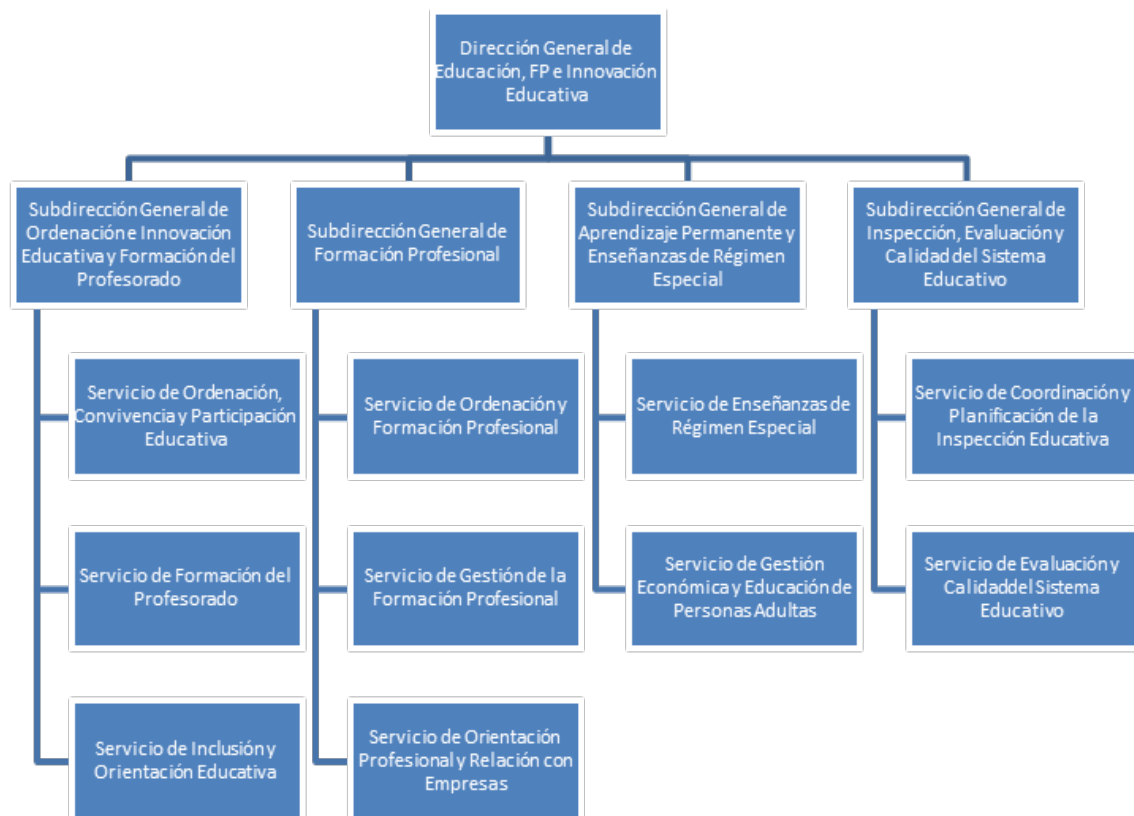 Dirección General de
Educación, FP e Innovación
Educativa
Subdirección General de
Ordenación e Innovación
Educativa y Formación del
Profesorado
Subdirección General de
Formación Profesional
Subdirección General de
Aprendizaje Permanente y
Enseñanzas de Régimen
Especial
Subdirección General de
Inspección, Evaluación y
Calidad del Sistema
Educativo
Servicio de Ordenación,
Convivencia y Participación
Educativa
Servicio de Ordenación y
Formación Profesional
Servicio de Enseñanzas de
Régimen Especial
Servicio de Coordinación y
Planificación de la
Inspección Educativa
Servicio de Formación del
Profesorado
Servicio de Gestión de la
Formación Profesional
Servicio de Gestión
Económica y Educación de
Personas Adultas
Servicio de Evaluación y
Calidaddel Sistema
Educativo
Servicio de Inclusión y
Orientación Educativa
Servicio de Orientación
Profesional y Relación con
Empresas